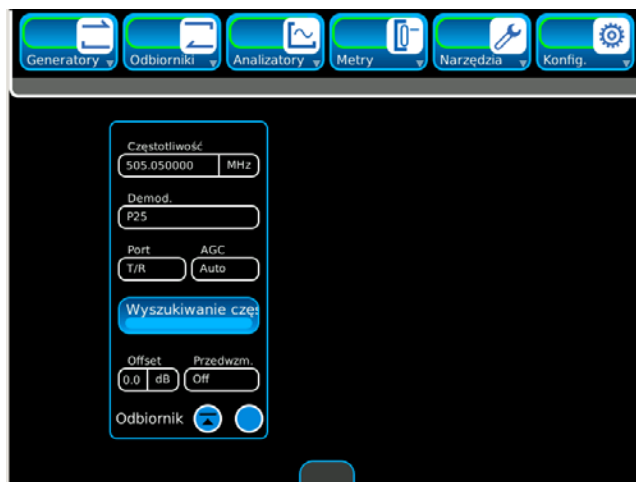 Generatory Odbiorniki Analizatory Metry Narzędzia Konfig.
Częstotliwość
505.050000 MHz
Demod.
P25
Port AGC
T/R Auto
Wyszukiwanie
Offset Przedwzm.
0.0 dB Off
Odbiornik